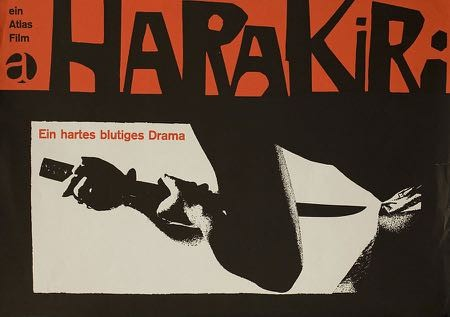 ein
Atlas
Film
a
HARAKiRi
Ein hartes blutiges Drama